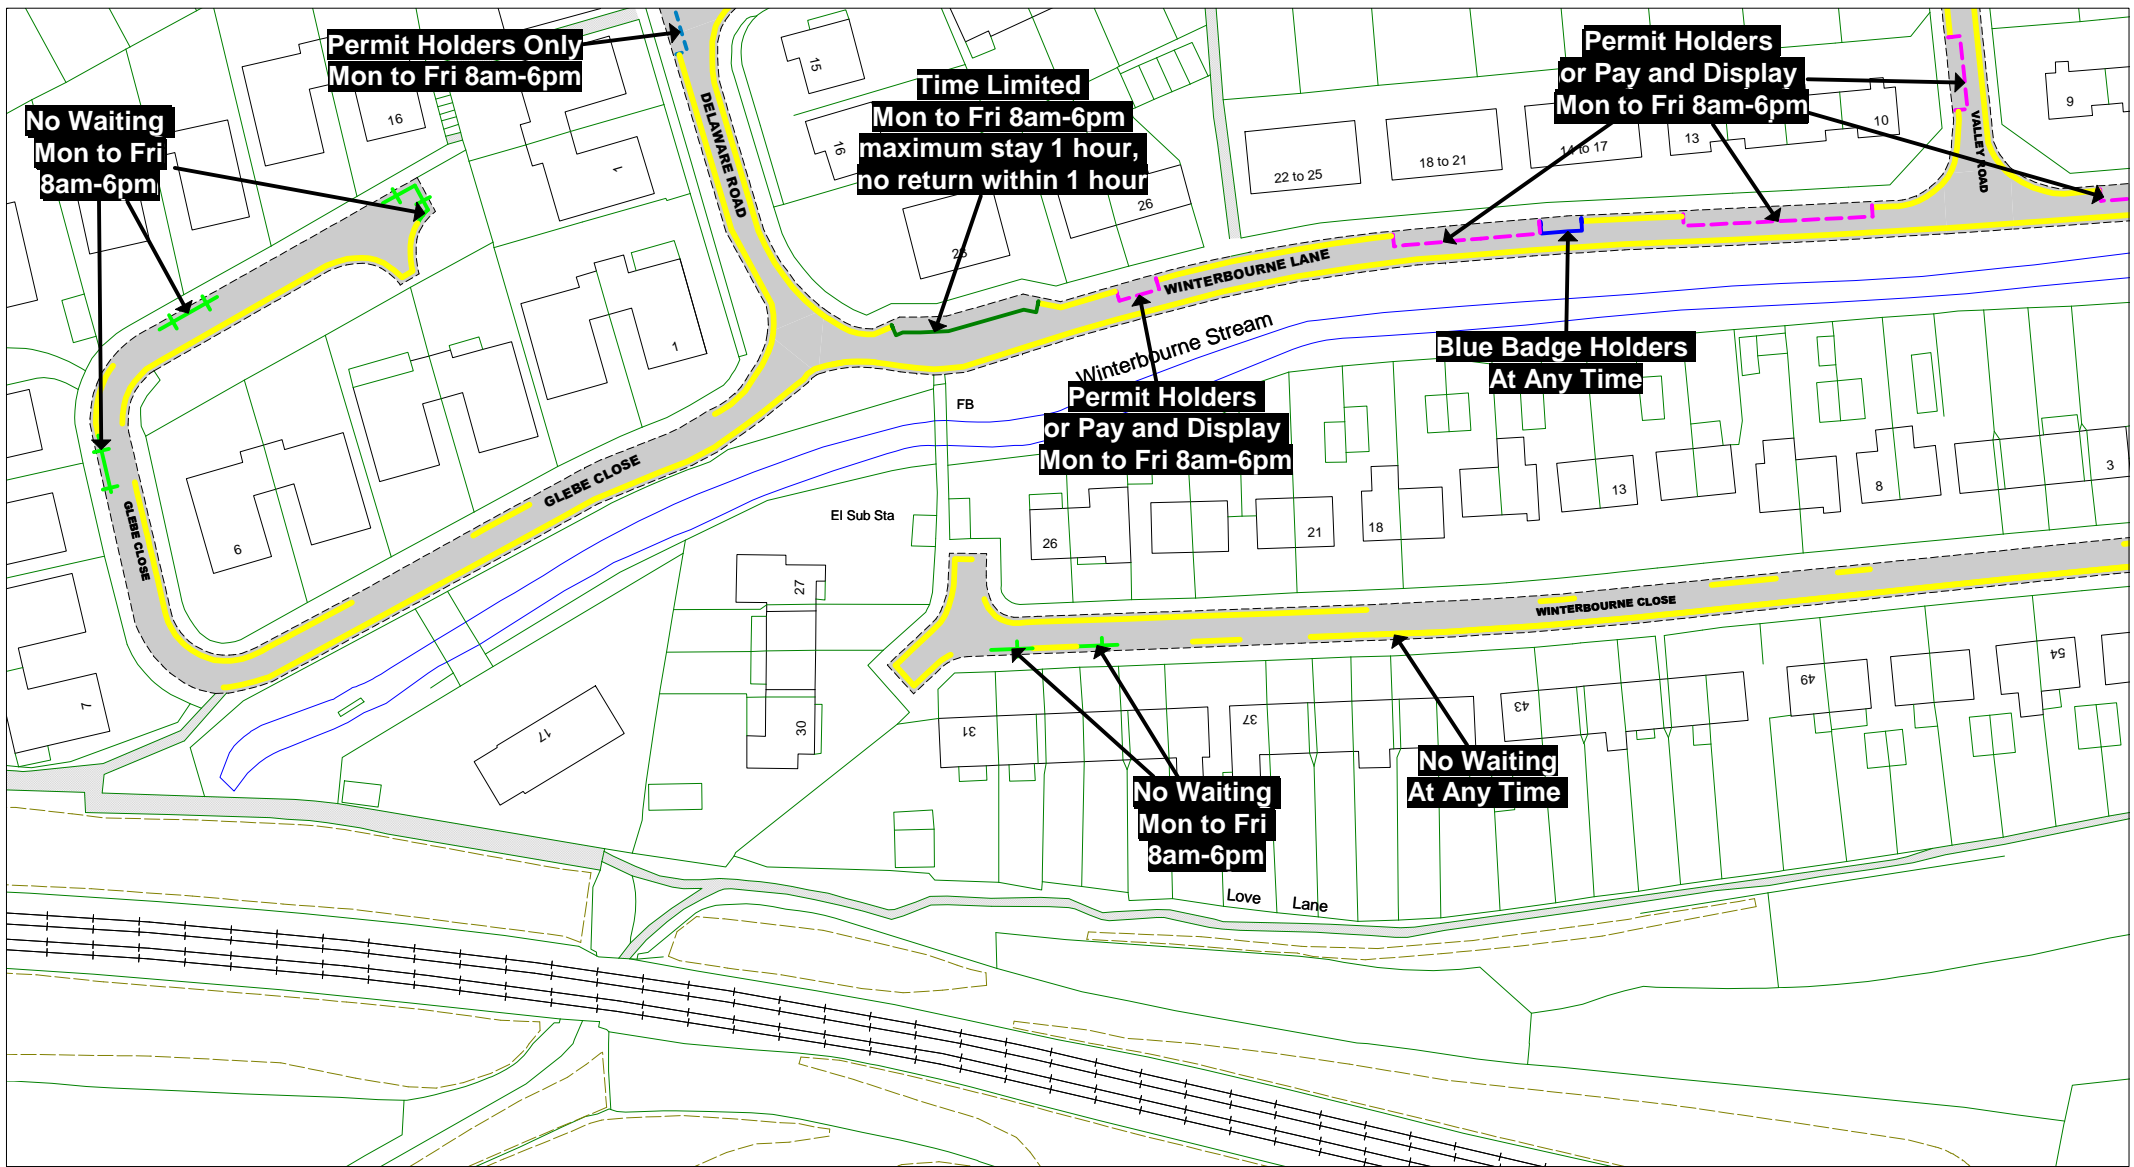 Permit Holders Only
Mon to Fri 8am-6pm
No Waiting
Mon to Fri
8am-6pm
Time Limited
Mon to Fri 8am-6pm
maximum stay 1 hour,
no return within 1 hour
Permit Holders
or Pay and Display
Mon to Fri 8am-6pm
15
16
16
1
26
28
DELAWARE ROAD
22 to 25
18 to 21
14 to 17
13
10
9
VALLEY ROAD
WINTERBOURNE LANE
Winterbourne Stream
1
Blue Badge Holders
At Any Time
Permit Holders
or Pay and Display
Mon to Fri 8am-6pm
FB
GLEBE CLOSE
GLEBE CLOSE
6
7
El Sub Sta
26
21
18
13
8
3
27
30
17
WINTERBOURNE CLOSE
31
37
43
49
54
No Waiting
At Any Time
No Waiting
Mon to Fri
8am-6pm
Love Lane